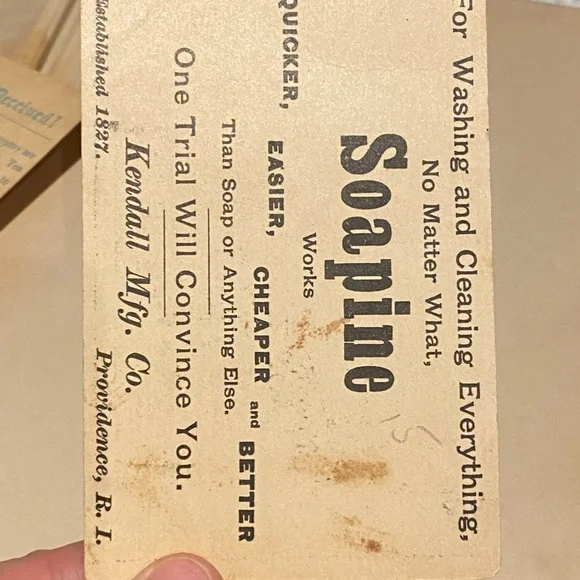 For Washing and Cleaning Everything,
No Matter What,
Soapine
Works
QUICKER, EASIER, CHEAPER and BETTER
Than Soap or Anything Else.
One Trial Will Convince You.
Kendall Mfg. Co.
Established 1827. Providence, R. I.
15